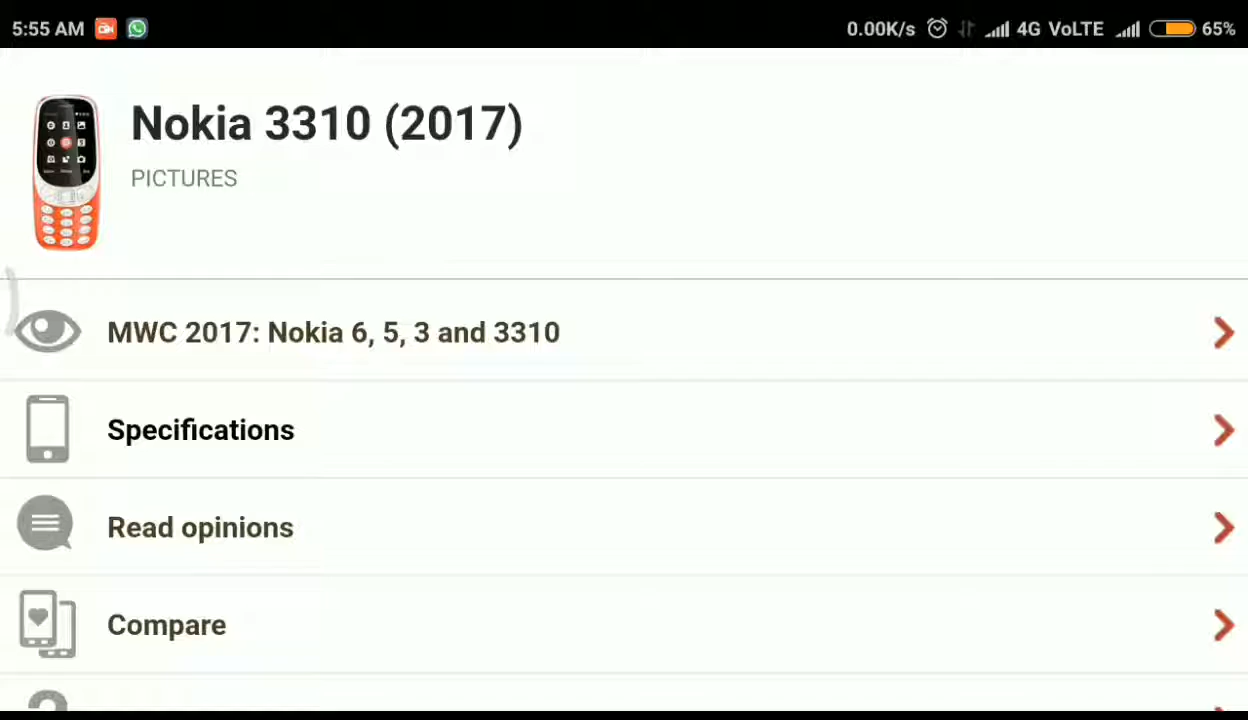 5:55 AM 0.00K/s 4G VoLTE 65%
Nokia 3310 (2017)
PICTURES
MWC 2017: Nokia 6, 5, 3 and 3310
Specifications
Read opinions
Compare